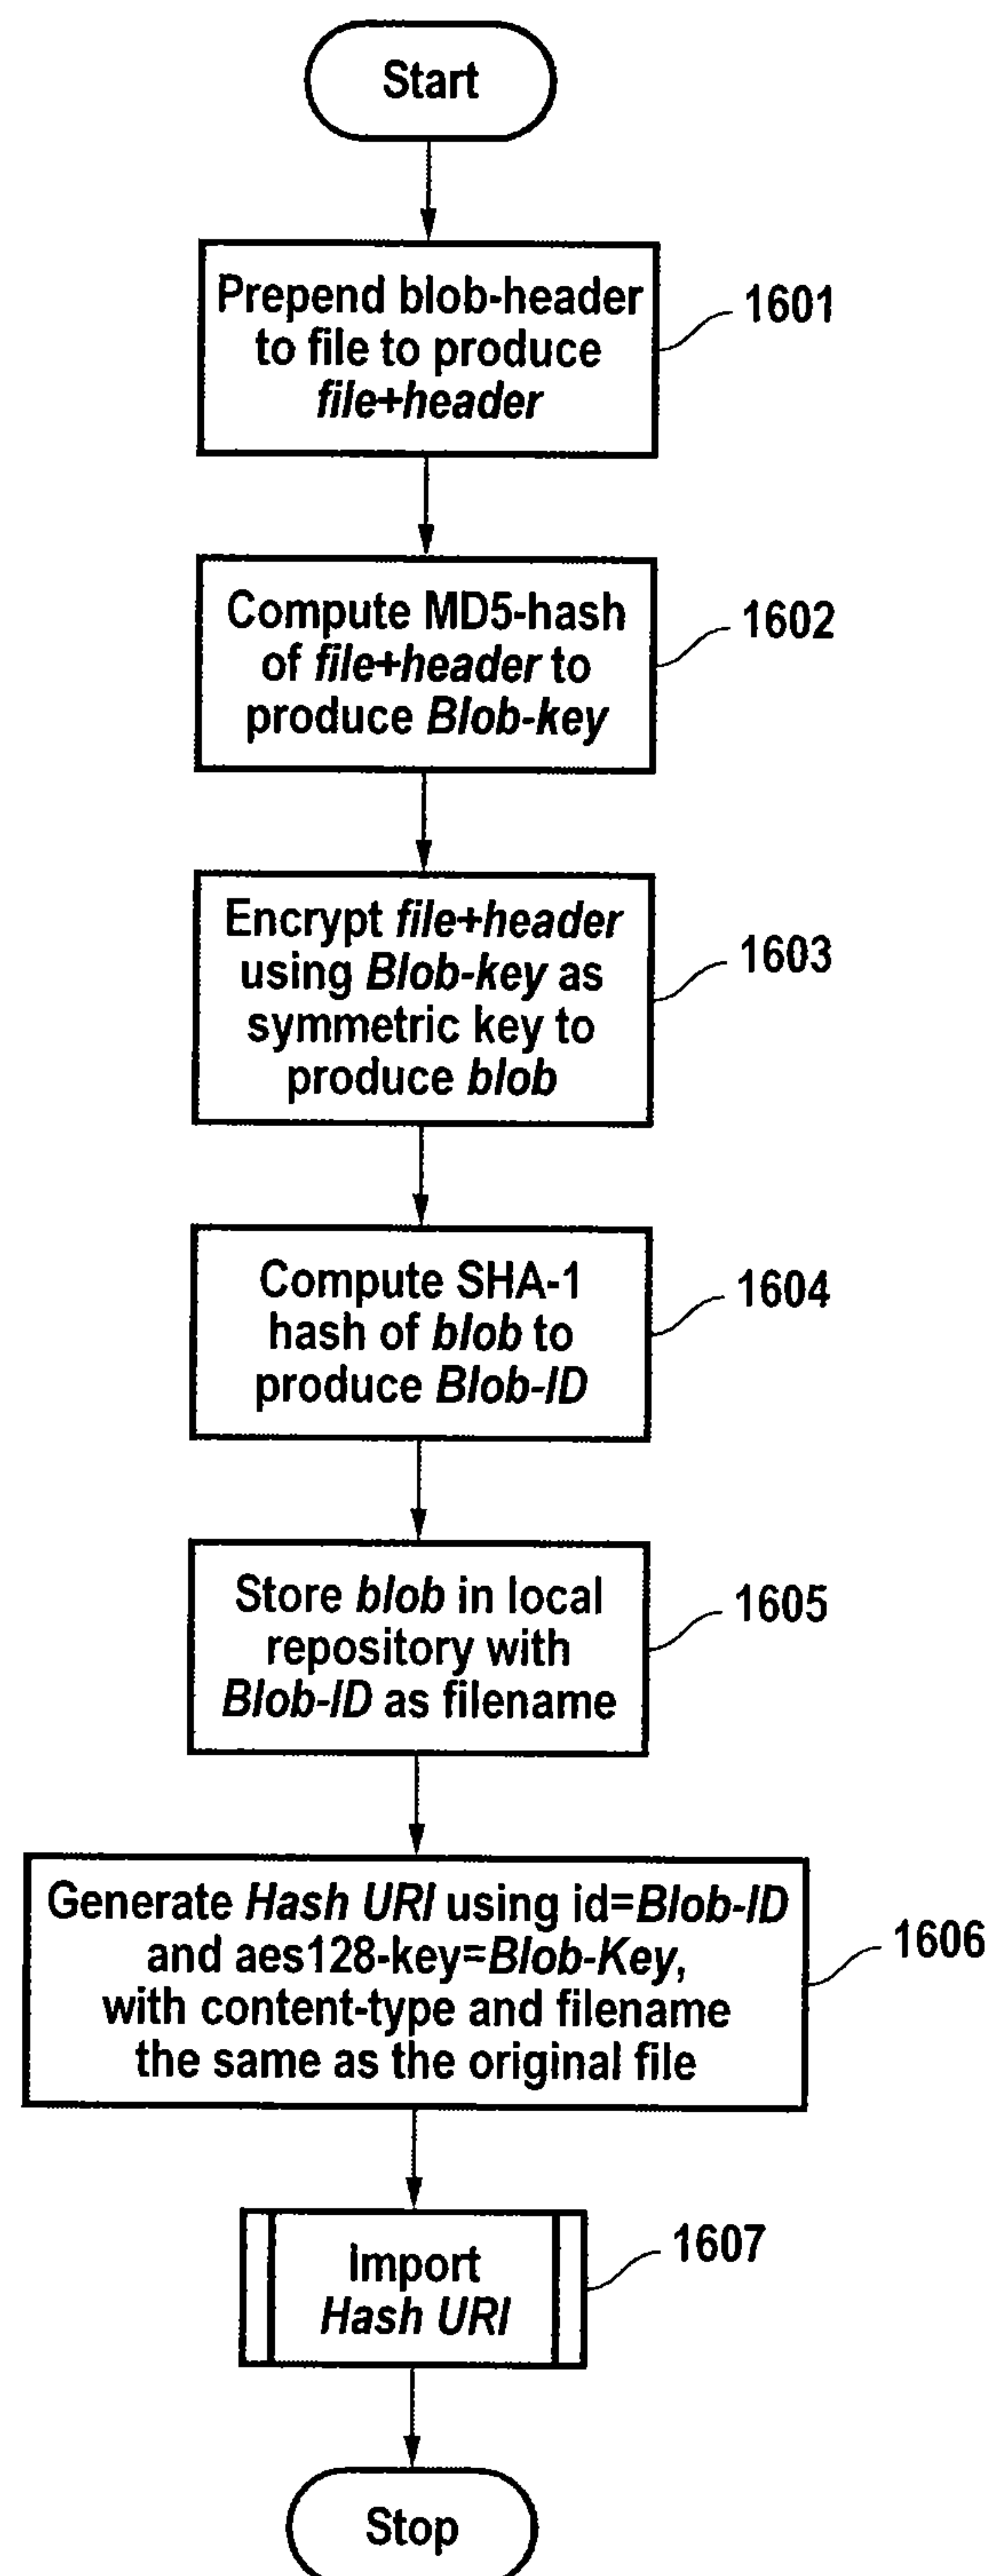 Start
Prepend blob-header
to file to produce
file+header
1601
Compute MD5-hash
of file+header to
produce Blob-key
1602
Encrypt file+header
using Blob-key as
symmetric key to
produce blob
1603
Compute SHA-1
hash of blob to
produce Blob-ID
1604
Store blob in local
repository with
Blob-ID as filename
1605
Generate Hash URI using id=Blob-ID
and aes128-key=Blob-Key,
with content-type and filename
the same as the original file
1606
Import
Hash URI
1607
Stop